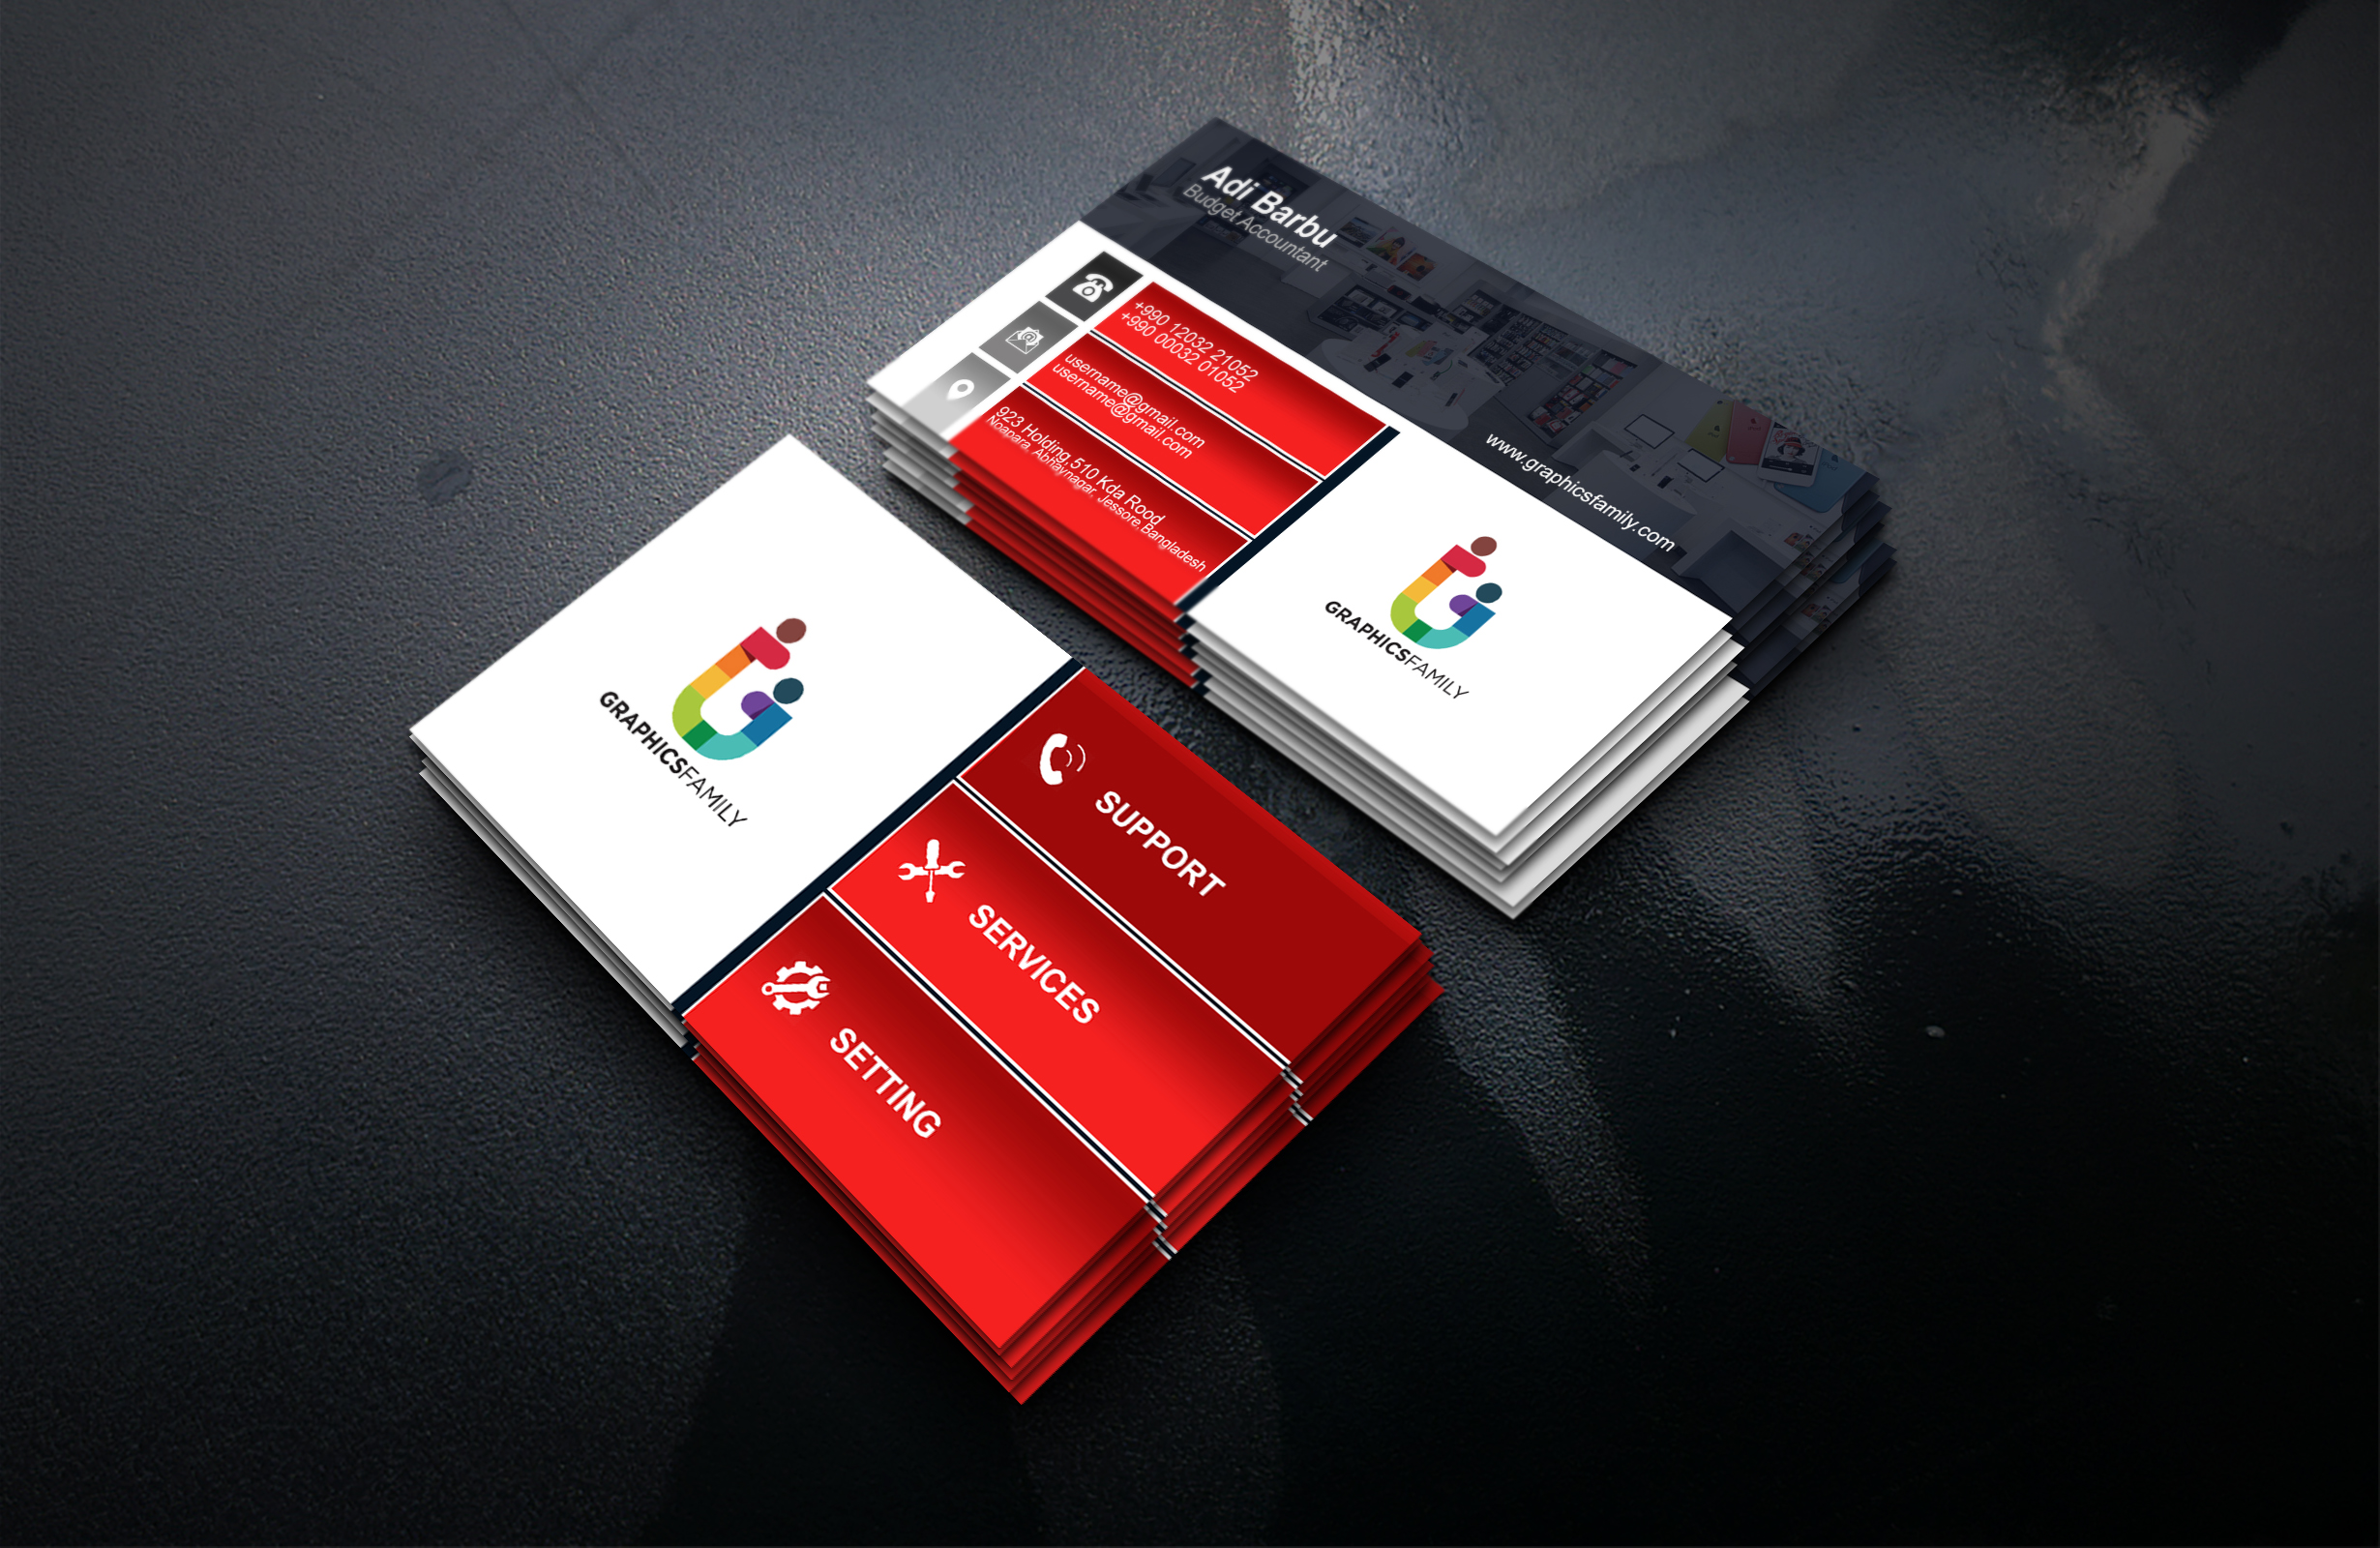 Adi Barbu
Budget Accountant
+990 12032 21052
+990 00032 01052
username@gmail.com
username@gmail.com
923 Holding,510 Kda Rood
Noapara, Abhaynagar, Jessore.Bangladesh
www.graphicsfamily.com
GRAPHICSFAMILY
GRAPHICSFAMILY
SUPPORT
SERVICES
SETTING